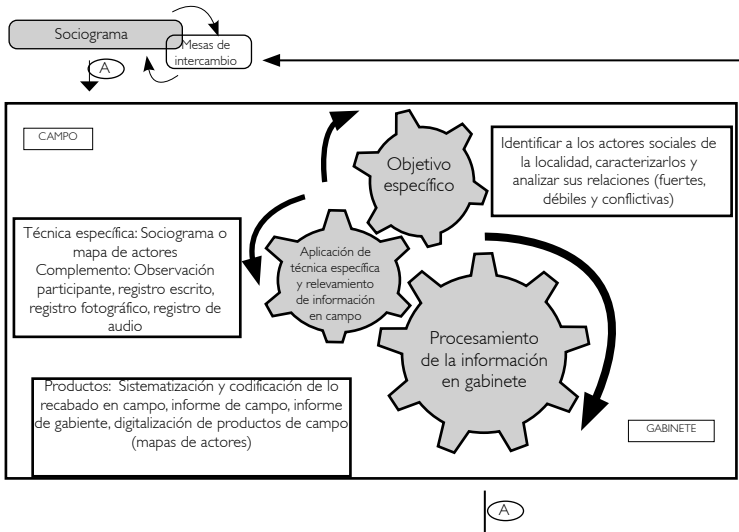 Sociograma
Mesas de
intercambio
A
CAMPO
Objetivo
específico
Identificar a los actores sociales de
la localidad, caracterizarlos y
analizar sus relaciones (fuertes,
débiles y conflictivas)
Técnica específica: Sociograma o
mapa de actores
Complemento: Observación
participante, registro escrito,
registro fotográfico, registro de
audio
Aplicación de
técnica específica
y relevamiento
de información
en campo
Procesamiento
de la información
en gabinete
Productos: Sistematización y codificación de lo
recabado en campo, informe de campo, informe
de gabiente, digitalización de productos de campo
(mapas de actores)
GABINETE
A